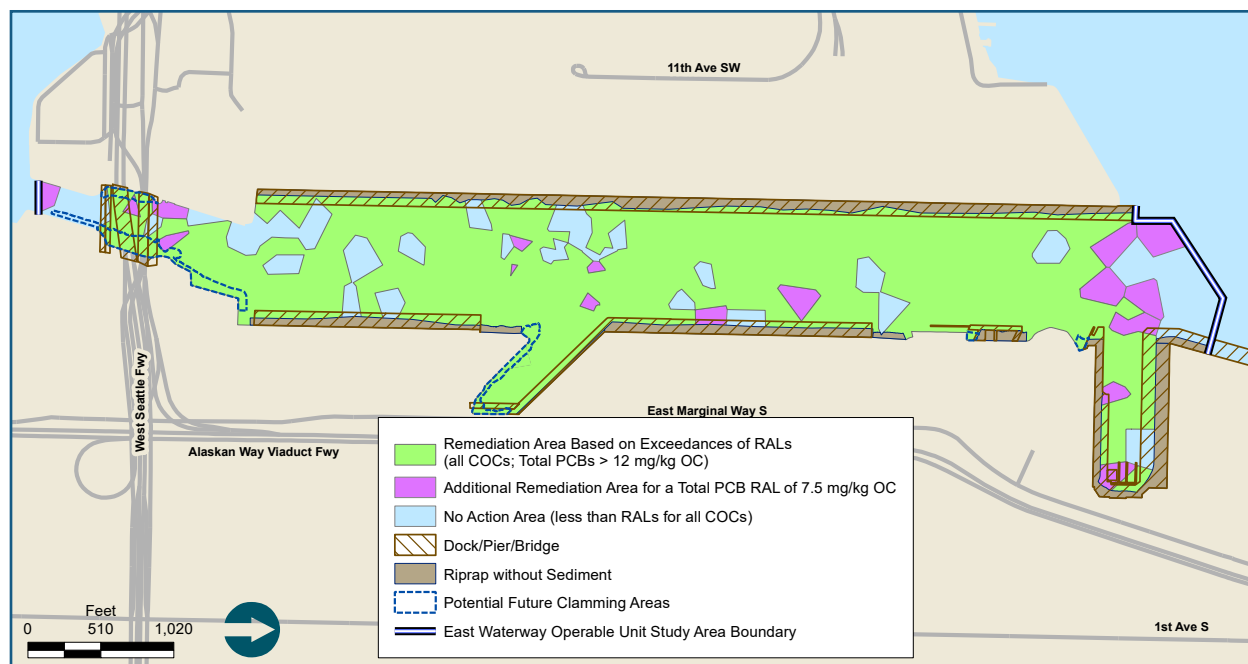 11th Ave SW
West Seattle Fwy
East Marginal Way S
Alaskan Way Viaduct Fwy
Remediation Area Based on Exceedances of RALs
(all COCs; Total PCBs > 12 mg/kg OC)
Additional Remediation Area for a Total PCB RAL of 7.5 mg/kg OC
No Action Area (less than RALs for all COCs)
Dock/Pier/Bridge
Riprap without Sediment
Potential Future Clamming Areas
East Waterway Operable Unit Study Area Boundary
Feet
0 510 1,020
1st Ave S